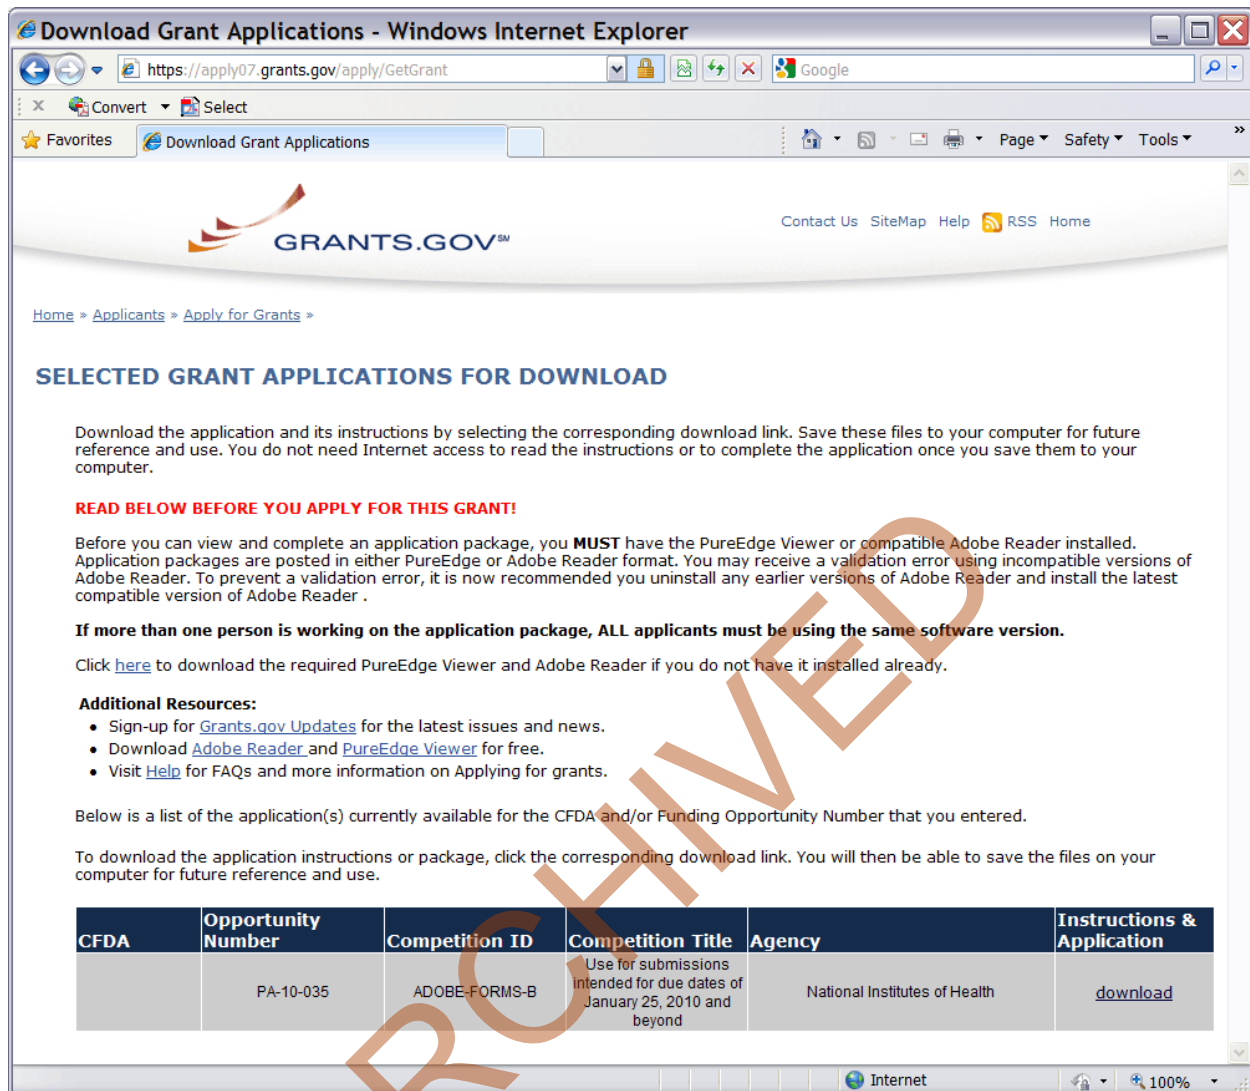 Download Grant Applications - Windows Internet Explorer
https://apply07.grants.gov/apply/GetGrant
Google
x Convert Select
Favorites Download Grant Applications Page Safety Tools »
GRANTS.GOV℠
Contact Us SiteMap Help RSS Home
Home » Applicants » Apply for Grants »
SELECTED GRANT APPLICATIONS FOR DOWNLOAD
Download the application and its instructions by selecting the corresponding download link. Save these files to your computer for future
reference and use. You do not need Internet access to read the instructions or to complete the application once you save them to your
computer.
READ BELOW BEFORE YOU APPLY FOR THIS GRANT!
Before you can view and complete an application package, you MUST have the PureEdge Viewer or compatible Adobe Reader installed.
Application packages are posted in either PureEdge or Adobe Reader format. You may receive a validation error using incompatible versions of
Adobe Reader. To prevent a validation error, it is now recommended you uninstall any earlier versions of Adobe Reader and install the latest
compatible version of Adobe Reader .
If more than one person is working on the application package, ALL applicants must be using the same software version.
Click here to download the required PureEdge Viewer and Adobe Reader if you do not have it installed already.
Additional Resources:
• Sign-up for Grants.gov Updates for the latest issues and news.
• Download Adobe Reader and PureEdge Viewer for free.
• Visit Help for FAQs and more information on Applying for grants.
Below is a list of the application(s) currently available for the CFDA and/or Funding Opportunity Number that you entered.
To download the application instructions or package, click the corresponding download link. You will then be able to save the files on your
computer for future reference and use.
CFDA
Opportunity
Number
Competition ID
Competition Title
Agency
Instructions &
Application
PA-10-035
ADOBE-FORMS-B
Use for submissions
intended for due dates of
January 25, 2010 and
beyond
National Institutes of Health
download
RCHIVED
Internet
100%